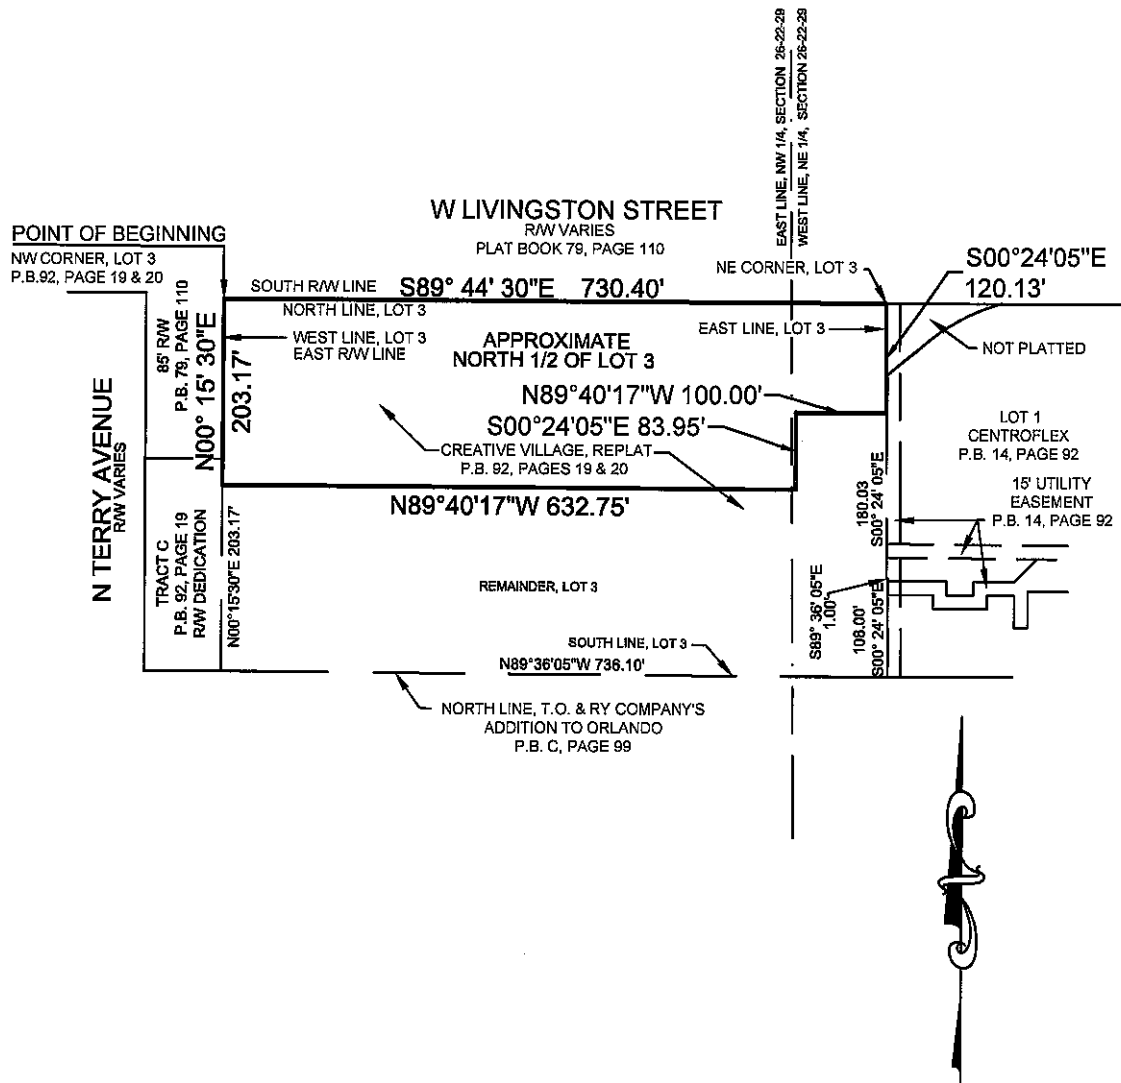 EAST LINE, NW 1/4, SECTION 26-22-29
WEST LINE, NE 1/4, SECTION 26-22-29
W LIVINGSTON STREET
R/W VARIES
PLAT BOOK 79, PAGE 110
POINT OF BEGINNING
NW CORNER, LOT 3
P.B.92, PAGE 19 & 20
NE CORNER, LOT 3
S00°24'05"E
120.13'
SOUTH R/W LINE
S89° 44' 30"E 730.40'
NORTH LINE, LOT 3
85' R/W
P.B. 79, PAGE 110
N00° 15' 30"E
203.17'
WEST LINE, LOT 3
EAST R/W LINE
APPROXIMATE
NORTH 1/2 OF LOT 3
EAST LINE, LOT 3
NOT PLATTED
N89°40'17"W 100.00'
S00°24'05"E 83.95'
CREATIVE VILLAGE, REPLAT
P.B. 92, PAGES 19 & 20
N89°40'17"W 632.75'
LOT 1
CENTROFLEX
P.B. 14, PAGE 92
15' UTILITY
EASEMENT
P.B. 14, PAGE 92
N TERRY AVENUE
R/W VARIES
TRACT C
P.B. 92, PAGE 19
R/W DEDICATION
N00°15'30"E 203.17'
180.03
S00° 24' 05"E
REMAINDER, LOT 3
S89° 36' 05"E
1.00'
108.00'
S00° 24' 05"E
SOUTH LINE, LOT 3
N89°36'05"W 736.10'
NORTH LINE, T.O. & RY COMPANY'S
ADDITION TO ORLANDO
P.B. C, PAGE 99